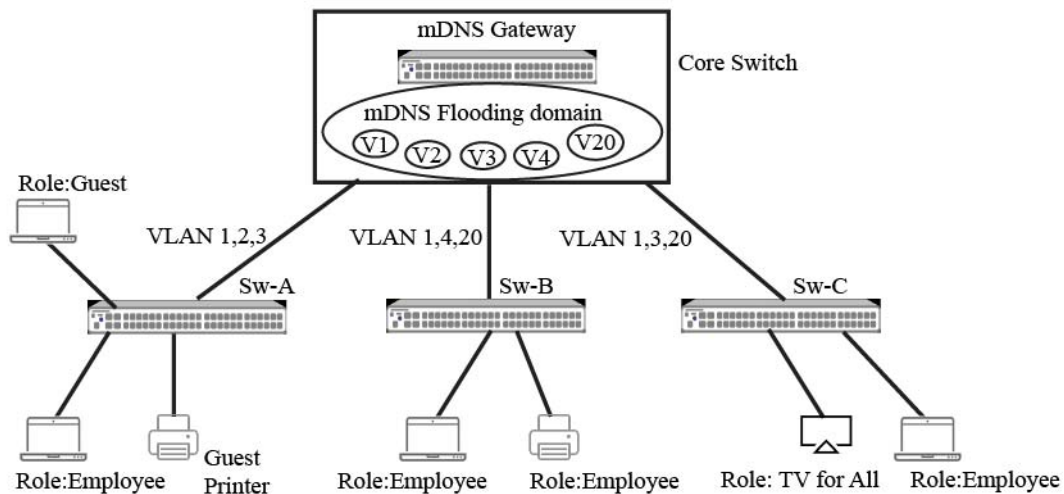 mDNS Gateway
Core Switch
mDNS Flooding domain
V1
V2
V3
V4
V20
Role:Guest
VLAN 1,2,3
VLAN 1,4,20
VLAN 1,3,20
Sw-A
Sw-B
Sw-C
Role:Employee
Guest
Printer
Role:Employee
Role:Employee
Role: TV for All
Role:Employee